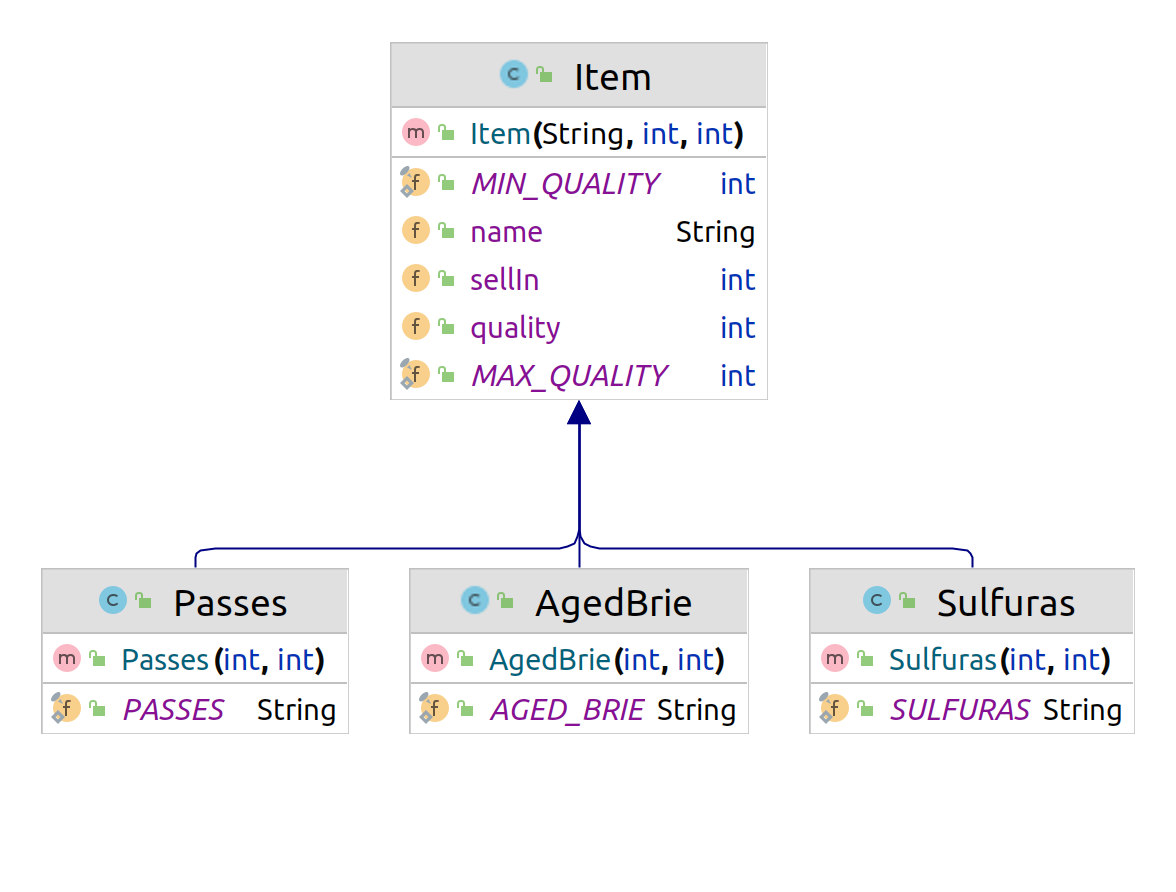 C Item
m Item(String, int, int)
f MIN_QUALITY int
f name String
f sellIn int
f quality int
f MAX_QUALITY int
C Passes
m Passes(int, int)
f PASSES String
C AgedBrie
m AgedBrie(int, int)
f AGED_BRIE String
C Sulfuras
m Sulfuras(int, int)
f SULFURAS String